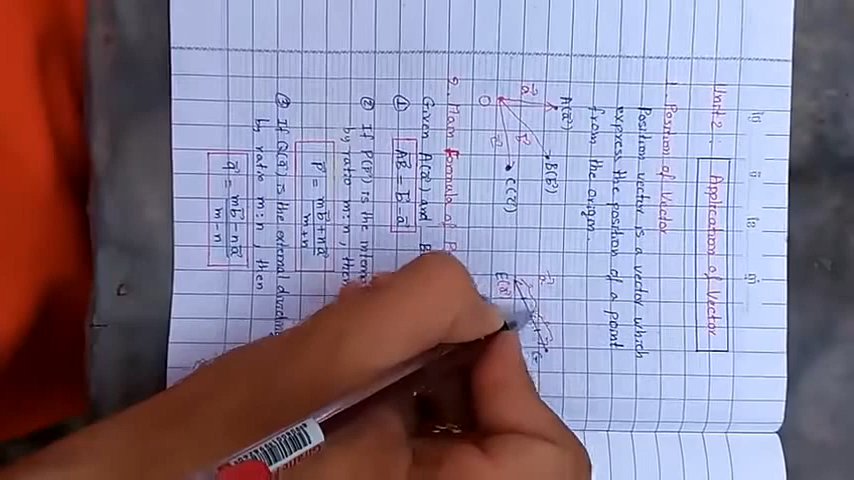 Unit 2: Application of Vector
1. Position of Vector
Position vector is a vector which
express the position of a point
from the origin.
A(a⃗)
B(b⃗)
C(c⃗)
O
a⃗
b⃗
c⃗
E(
2. Main formula of
Given A(a⃗) and B
① AB⃗ = b⃗ - a⃗
② If P(p⃗) is the
by ratio m:n, then
p⃗ = mb⃗ + na⃗ / m+n
③ If Q(q⃗) is the external
by ratio m:n, then
q⃗ = mb⃗ - na⃗ / m-n